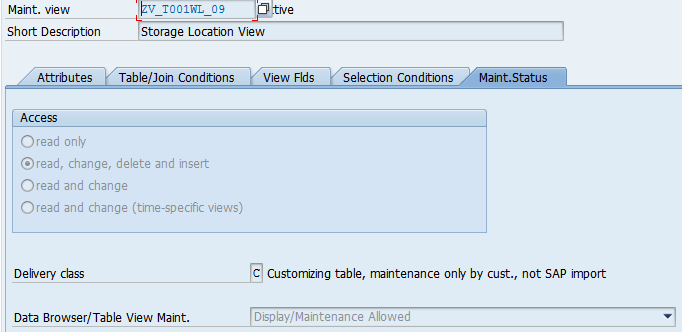 Maint. view ZV_T001WL_09 tive
Short Description Storage Location View
Attributes Table/Join Conditions View Flds Selection Conditions Maint.Status
Access
read only
read, change, delete and insert
read and change
read and change (time-specific views)
Delivery class C Customizing table, maintenance only by cust., not SAP import
Data Browser/Table View Maint. Display/Maintenance Allowed